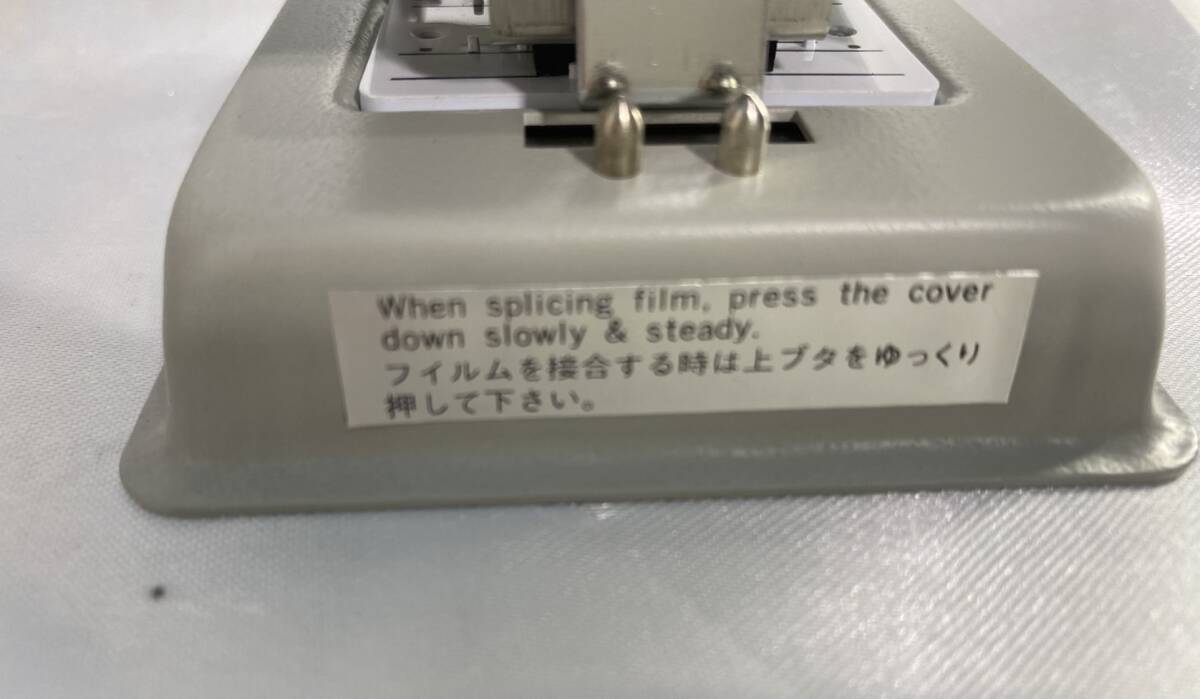 When splicing film. press the cover
down slowly & steady.
フイルムを接合する時は上ブタをゆっくり
押して下さい。